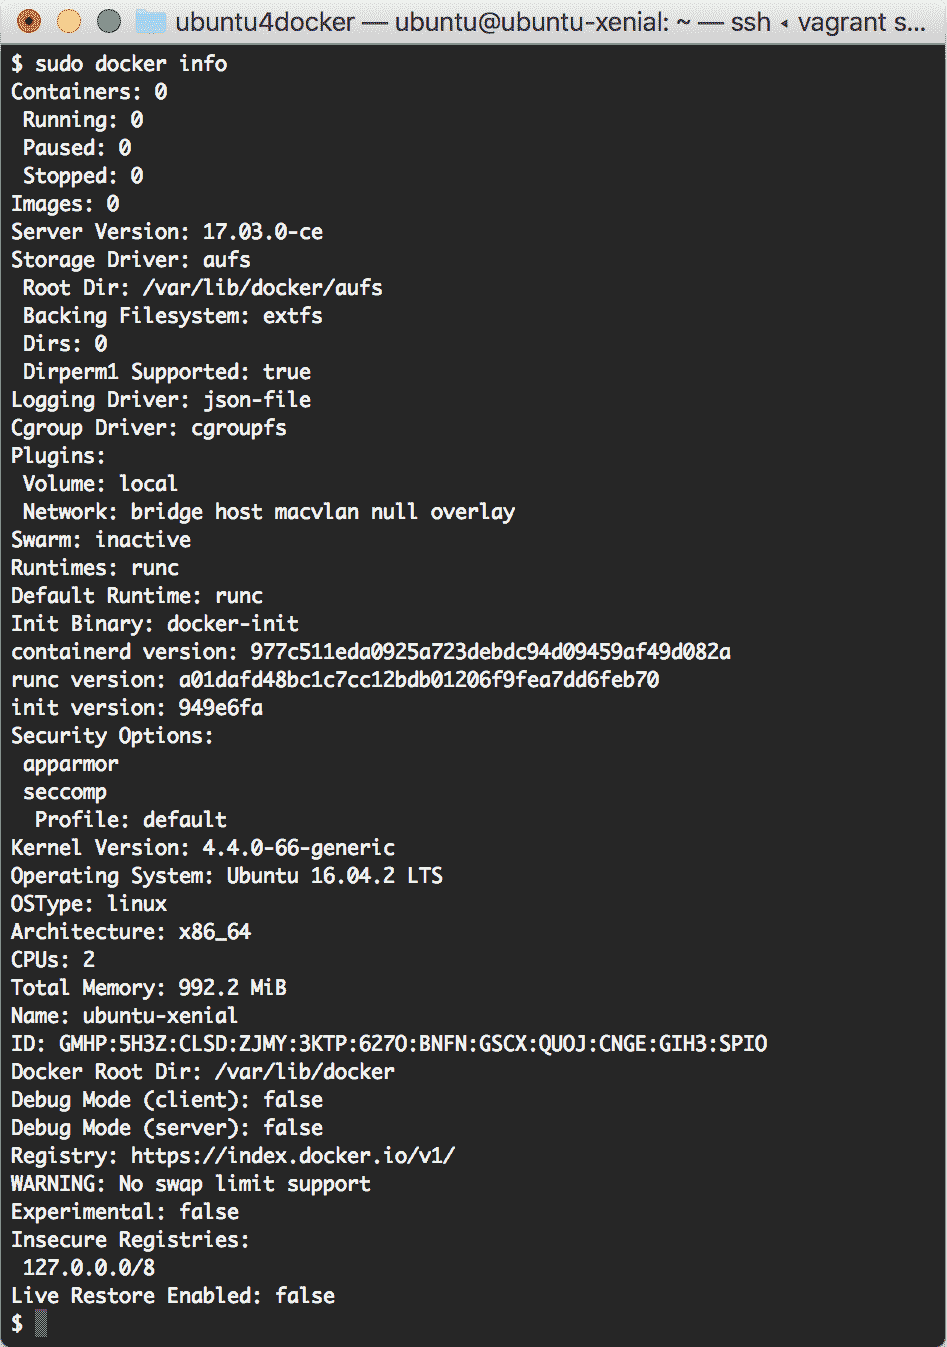 ubuntu4docker — ubuntu@ubuntu-xenial: ~ — ssh ◂ vagrant s...
$ sudo docker info
Containers: 0
 Running: 0
 Paused: 0
 Stopped: 0
Images: 0
Server Version: 17.03.0-ce
Storage Driver: aufs
 Root Dir: /var/lib/docker/aufs
 Backing Filesystem: extfs
 Dirs: 0
 Dirperm1 Supported: true
Logging Driver: json-file
Cgroup Driver: cgroupfs
Plugins:
 Volume: local
 Network: bridge host macvlan null overlay
Swarm: inactive
Runtimes: runc
Default Runtime: runc
Init Binary: docker-init
containerd version: 977c511eda0925a723debdc94d09459af49d082a
runc version: a01dafd48bc1c7cc12bdb01206f9fea7dd6feb70
init version: 949e6fa
Security Options:
 apparmor
 seccomp
  Profile: default
Kernel Version: 4.4.0-66-generic
Operating System: Ubuntu 16.04.2 LTS
OSType: linux
Architecture: x86_64
CPUs: 2
Total Memory: 992.2 MiB
Name: ubuntu-xenial
ID: GMHP:5H3Z:CLSD:ZJMY:3KTP:627O:BNFN:GSCX:QUOJ:CNGE:GIH3:SPIO
Docker Root Dir: /var/lib/docker
Debug Mode (client): false
Debug Mode (server): false
Registry: https://index.docker.io/v1/
WARNING: No swap limit support
Experimental: false
Insecure Registries:
 127.0.0.0/8
Live Restore Enabled: false
$